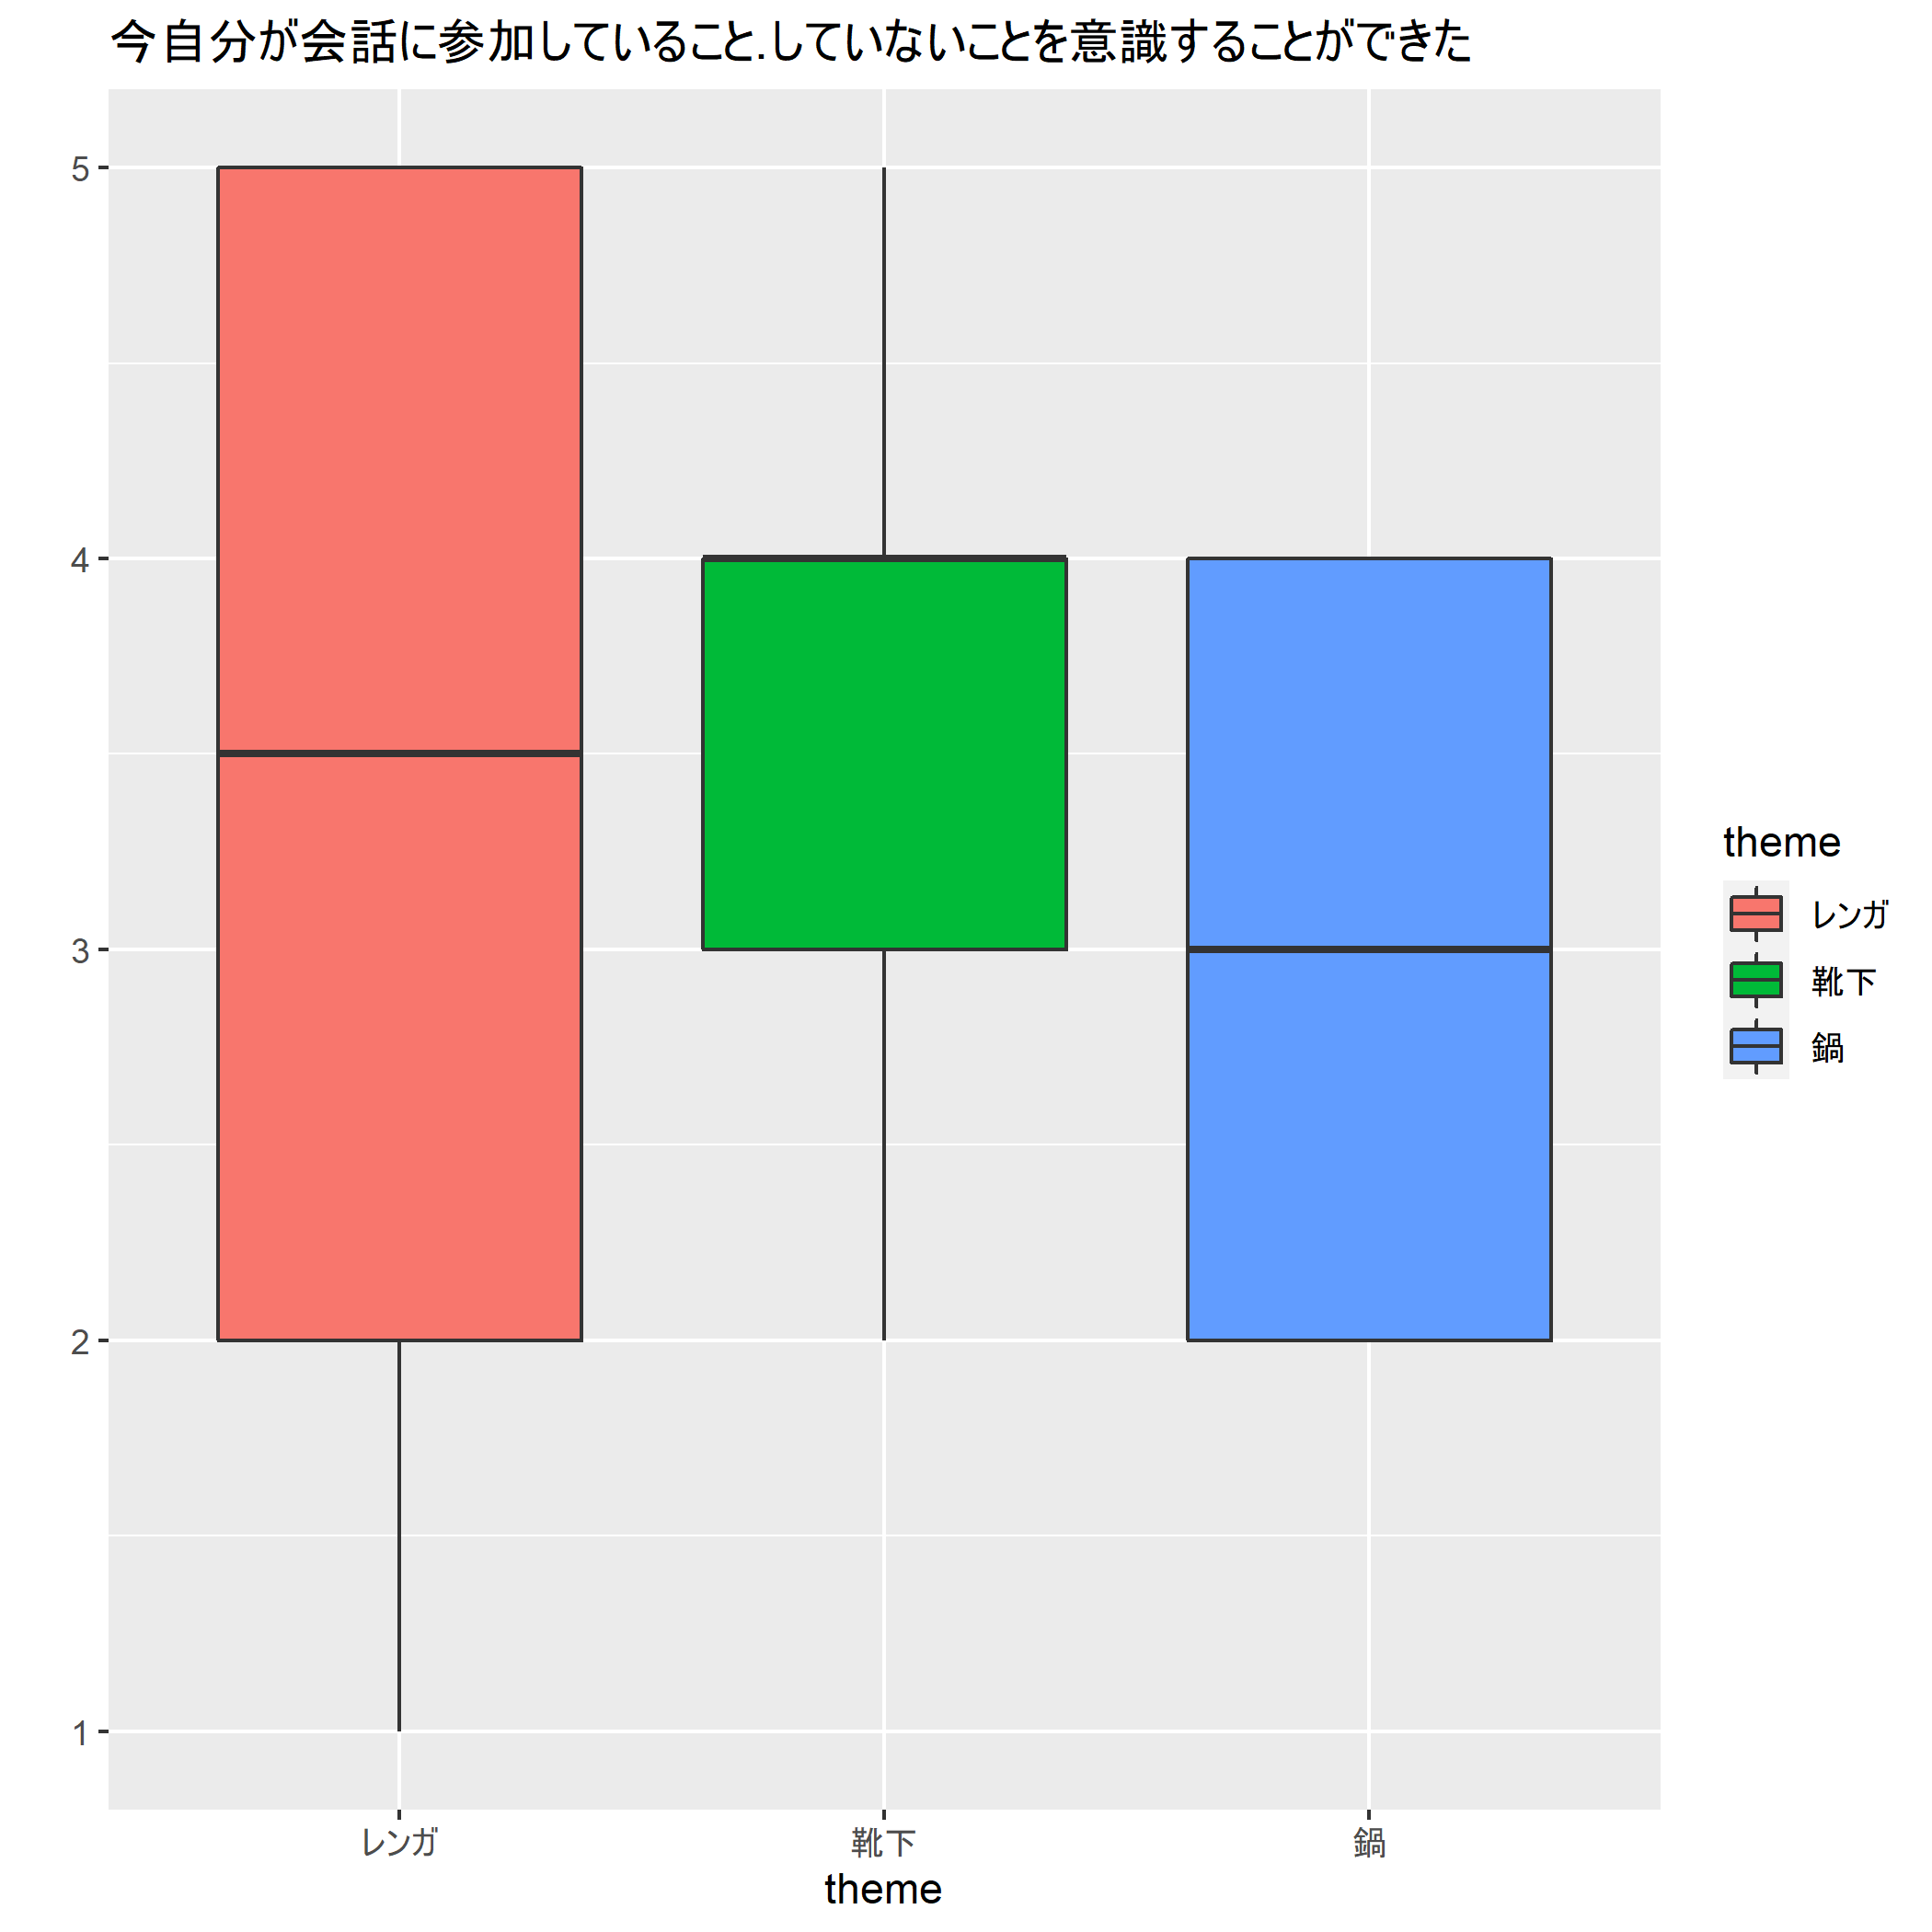 今自分が会話に参加していること.していないことを意識することができた
5
4
3
2
1
レンガ
靴下
鍋
theme
theme
レンガ
靴下
鍋